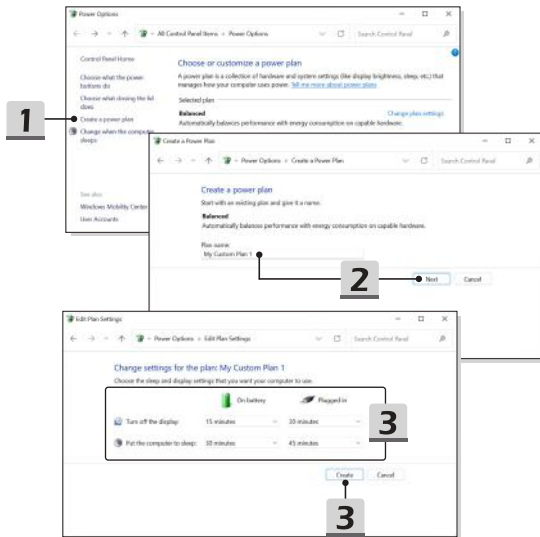 Power Options
All Control Panel Items › Power Options
Search Control Panel
Control Panel Home
Choose what the power
buttons do
Choose what closing the lid
does
Create a power plan
Change when the computer
sleeps
See also
Windows Mobility Center
User Accounts
Choose or customize a power plan
A power plan is a collection of hardware and system settings (like display brightness, sleep, etc.) that
manages how your computer uses power. Tell me more about power plans
Selected plan
Balanced
Change plan settings
Automatically balances performance with energy consumption on capable hardware.
1
Create a Power Plan
Power Options › Create a Power Plan
Search Control Panel
Create a power plan
Start with an existing plan and give it a name.
Balanced
Automatically balances performance with energy consumption on capable hardware.
Plan name:
My Custom Plan 1
2
Next
Cancel
Edit Plan Settings
Power Options › Edit Plan Settings
Search Control Panel
Change settings for the plan: My Custom Plan 1
Choose the sleep and display settings that you want your computer to use.
On battery
Plugged in
Turn off the display:
15 minutes
30 minutes
Put the computer to sleep:
30 minutes
45 minutes
3
Create
Cancel
3